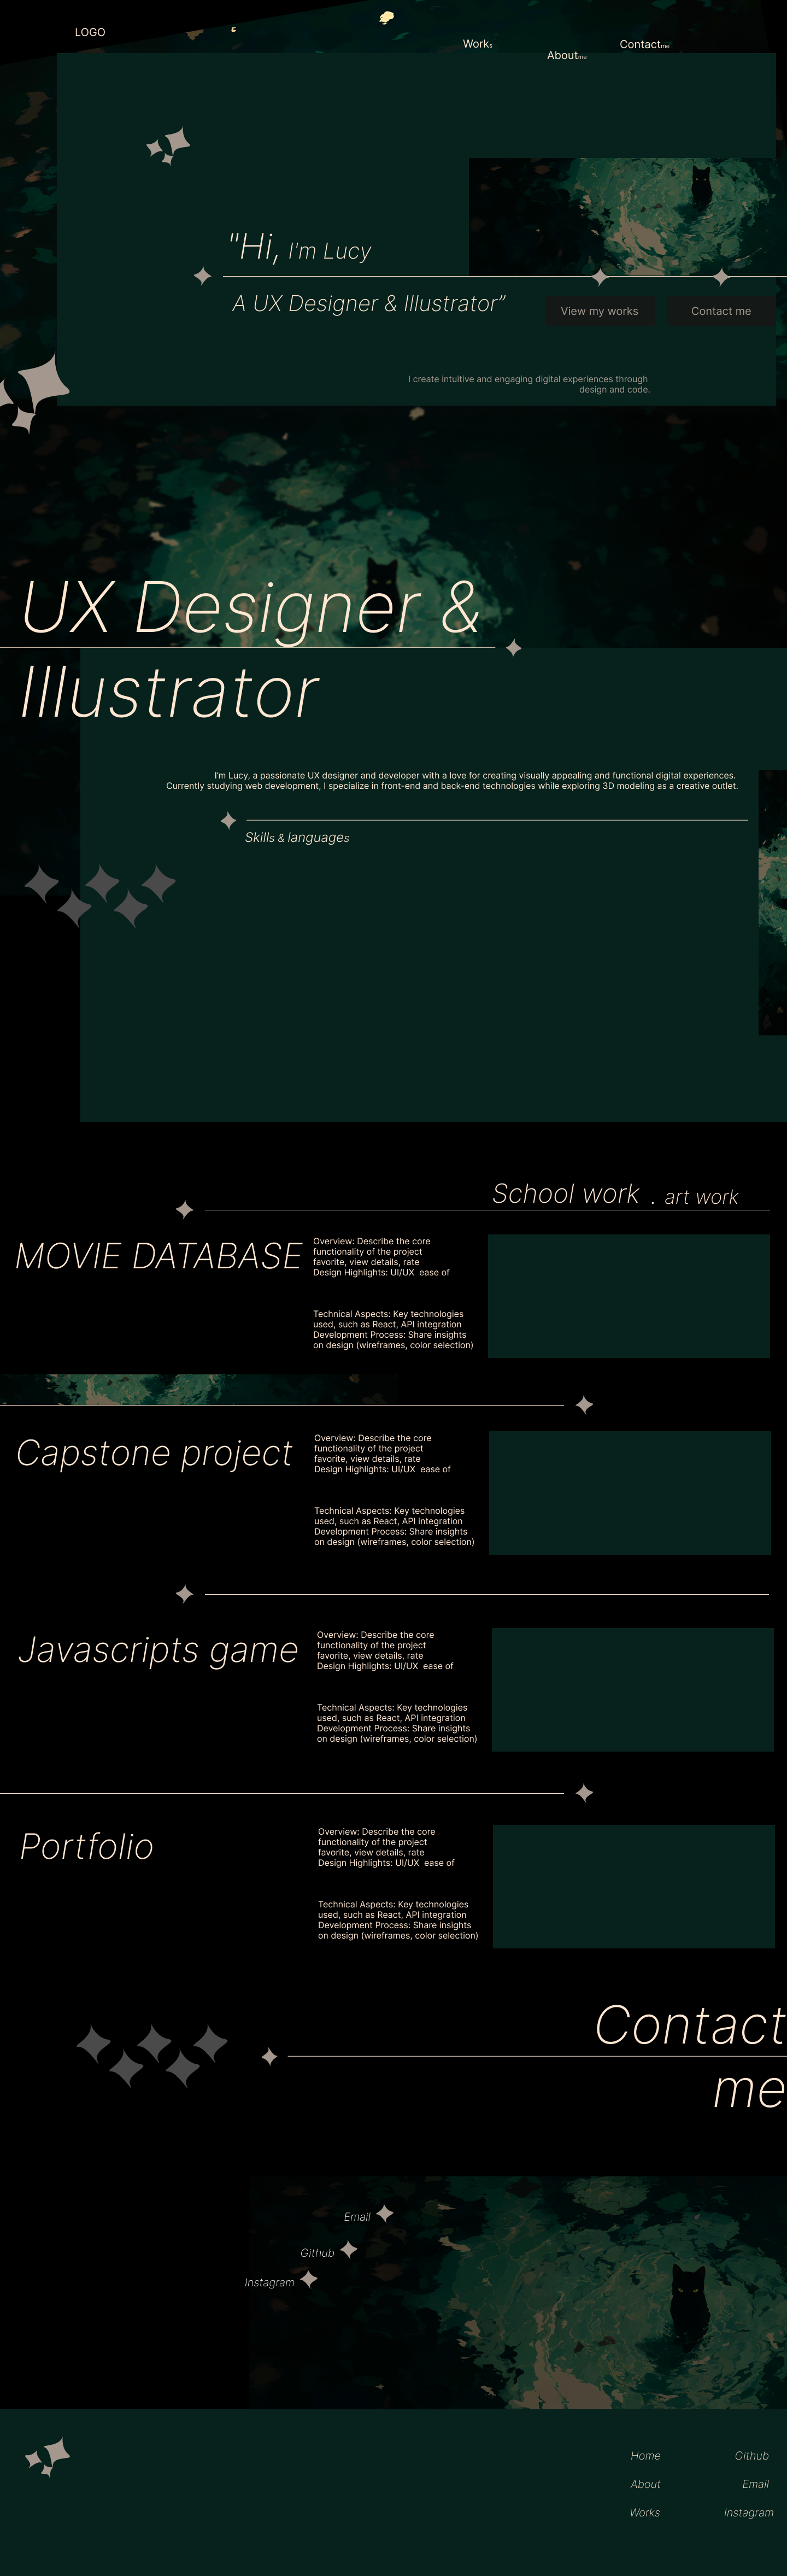 LOGO
Works
Aboutme
Contactme
"Hi, I'm Lucy
A UX Designer & Illustrator”
View my works
Contact me
I create intuitive and engaging digital experiences through
design and code.
UX Designer &
Illustrator
I’m Lucy, a passionate UX designer and developer with a love for creating visually appealing and functional digital experiences.
Currently studying web development, I specialize in front-end and back-end technologies while exploring 3D modeling as a creative outlet.
Skills & languages
School work . art work
MOVIE DATABASE
Overview: Describe the core
functionality of the project
favorite, view details, rate
Design Highlights: UI/UX ease of
Technical Aspects: Key technologies
used, such as React, API integration
Development Process: Share insights
on design (wireframes, color selection)
Capstone project
Overview: Describe the core
functionality of the project
favorite, view details, rate
Design Highlights: UI/UX ease of
Technical Aspects: Key technologies
used, such as React, API integration
Development Process: Share insights
on design (wireframes, color selection)
Javascripts game
Overview: Describe the core
functionality of the project
favorite, view details, rate
Design Highlights: UI/UX ease of
Technical Aspects: Key technologies
used, such as React, API integration
Development Process: Share insights
on design (wireframes, color selection)
Portfolio
Overview: Describe the core
functionality of the project
favorite, view details, rate
Design Highlights: UI/UX ease of
Technical Aspects: Key technologies
used, such as React, API integration
Development Process: Share insights
on design (wireframes, color selection)
Contact
me
Email
Github
Instagram
Home
Github
About
Email
Works
Instagram